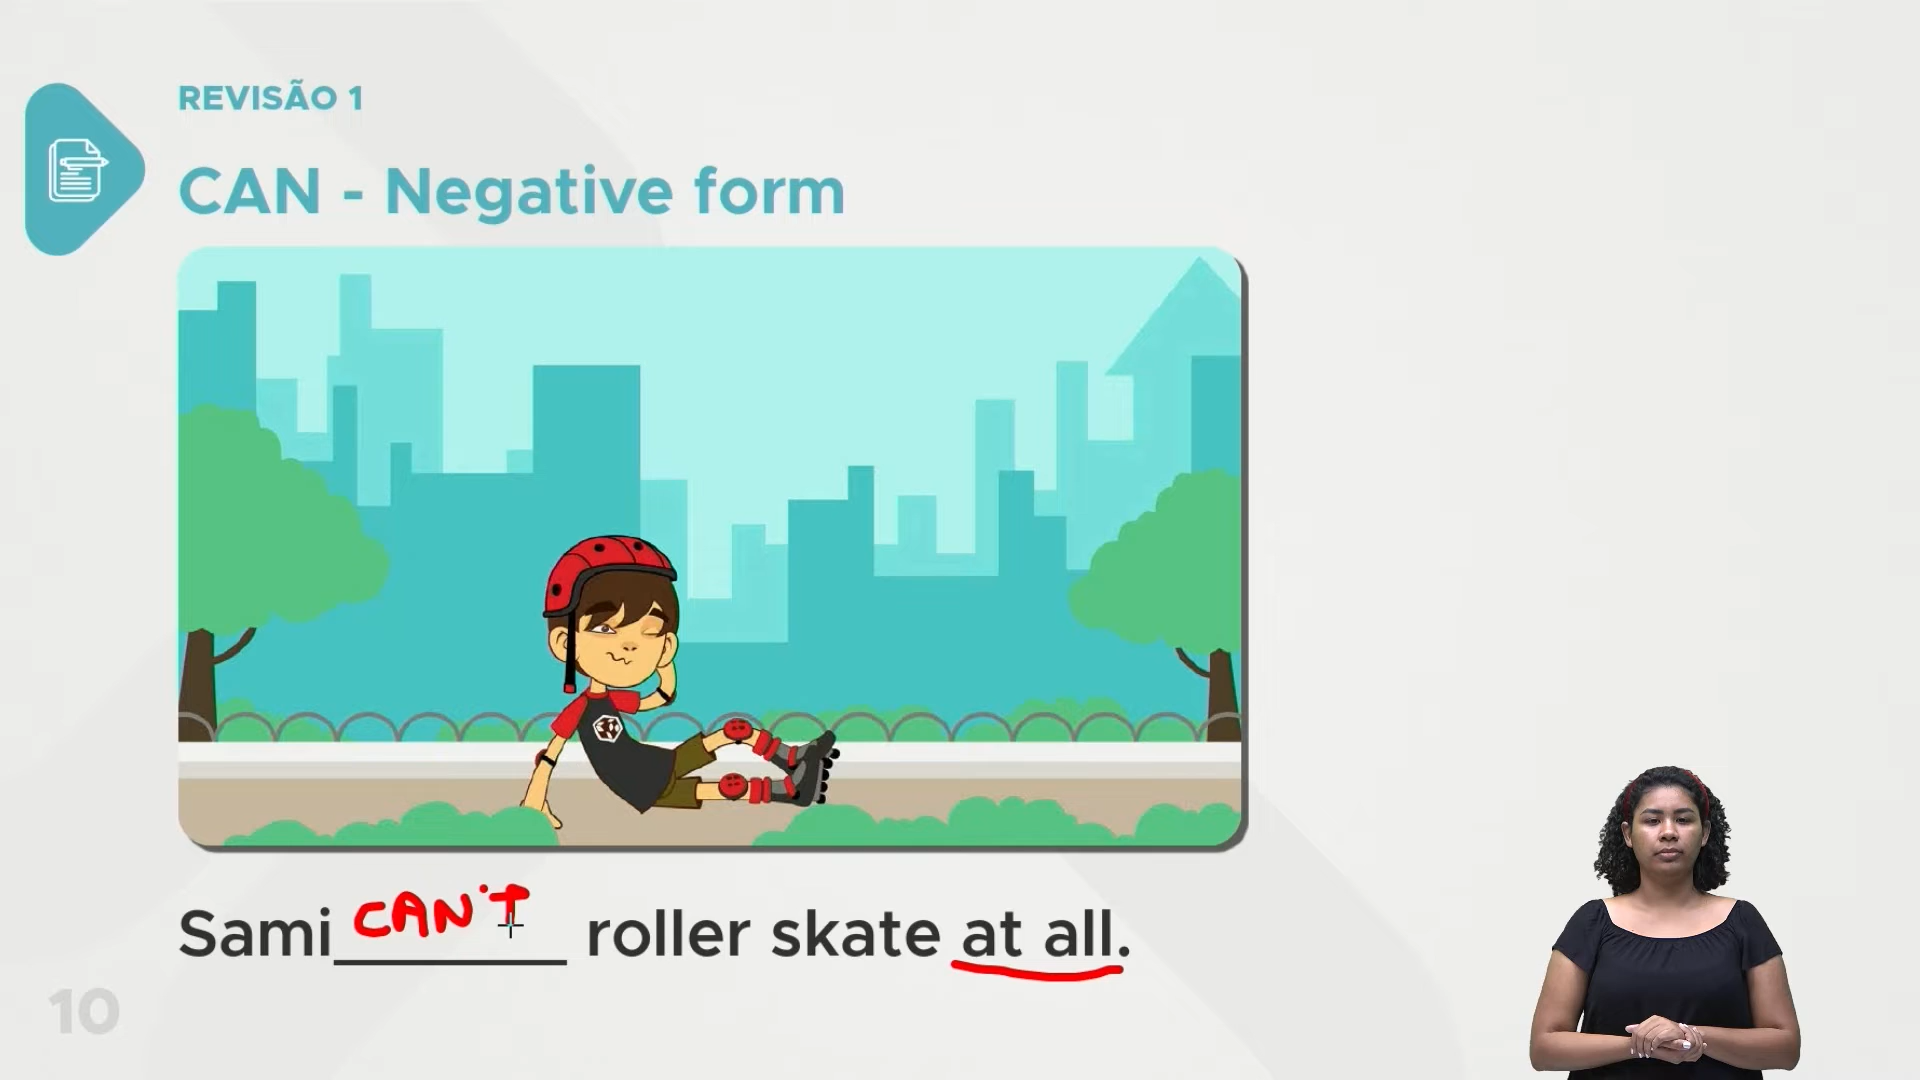 REVISÃO 1
CAN - Negative form
Sami CAN'T roller skate at all.
10